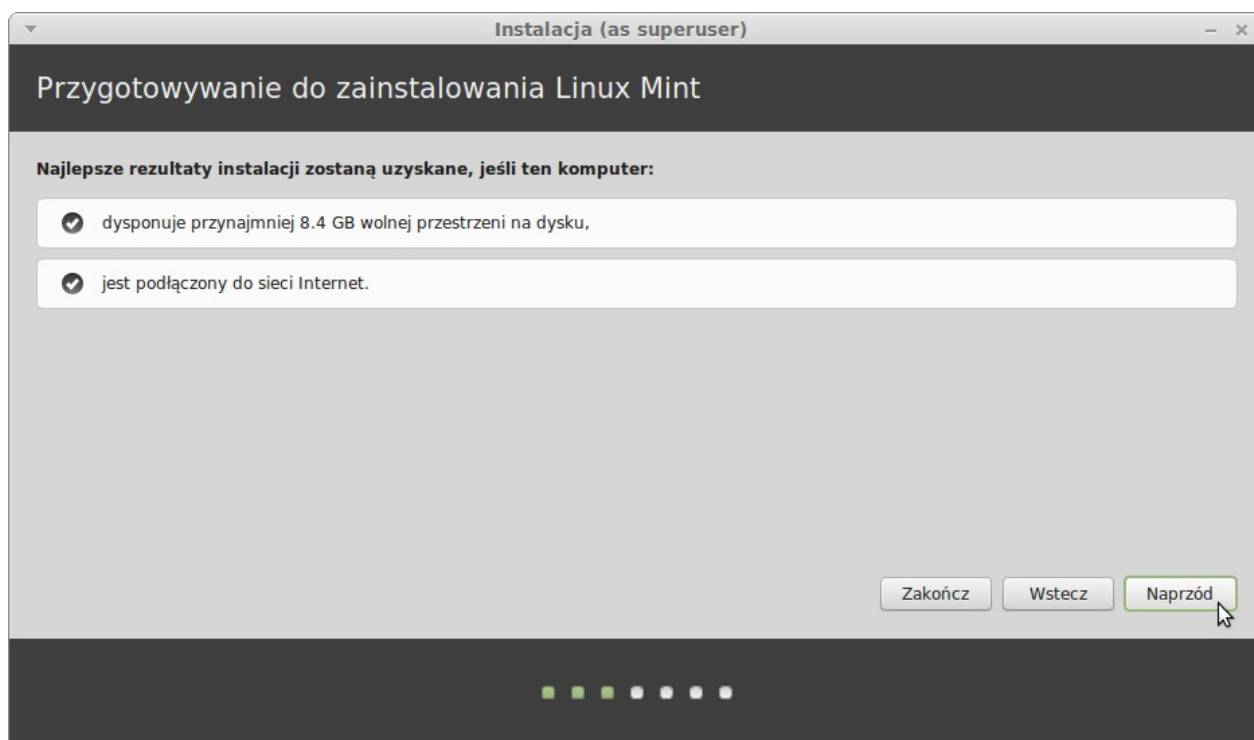 Instalacja (as superuser)
Przygotowywanie do zainstalowania Linux Mint
Najlepsze rezultaty instalacji zostaną uzyskane, jeśli ten komputer:
dysponuje przynajmniej 8.4 GB wolnej przestrzeni na dysku,
jest podłączony do sieci Internet.
Zakończ Wstecz Naprzód